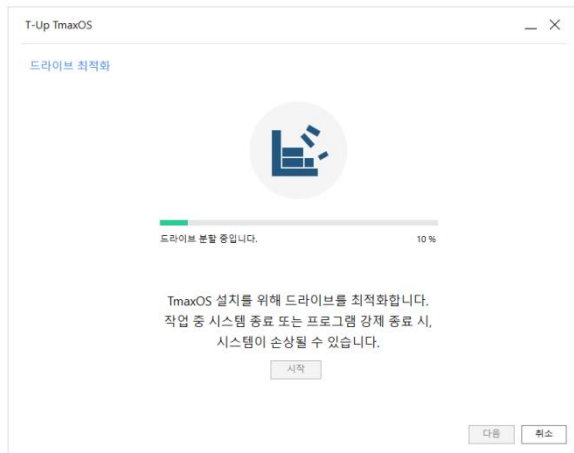 T-Up TmaxOS
드라이브 최적화
드라이브 분할 중입니다. 10 %
TmaxOS 설치를 위해 드라이브를 최적화합니다.
작업 중 시스템 종료 또는 프로그램 강제 종료 시,
시스템이 손상될 수 있습니다.
시작
다음 취소